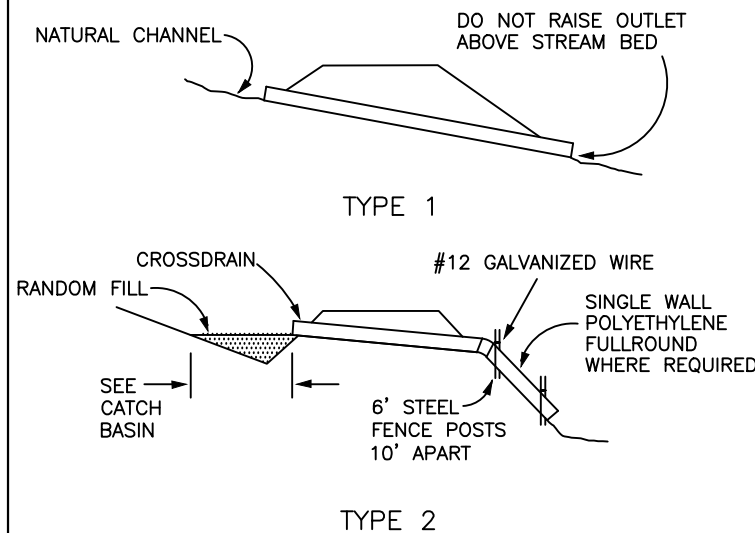 NATURAL CHANNEL
DO NOT RAISE OUTLET
ABOVE STREAM BED
TYPE 1
CROSSDRAIN
RANDOM FILL
#12 GALVANIZED WIRE
SINGLE WALL
POLYETHYLENE
FULLROUND
WHERE REQUIRED
SEE
CATCH
BASIN
6' STEEL
FENCE POSTS
10' APART
TYPE 2